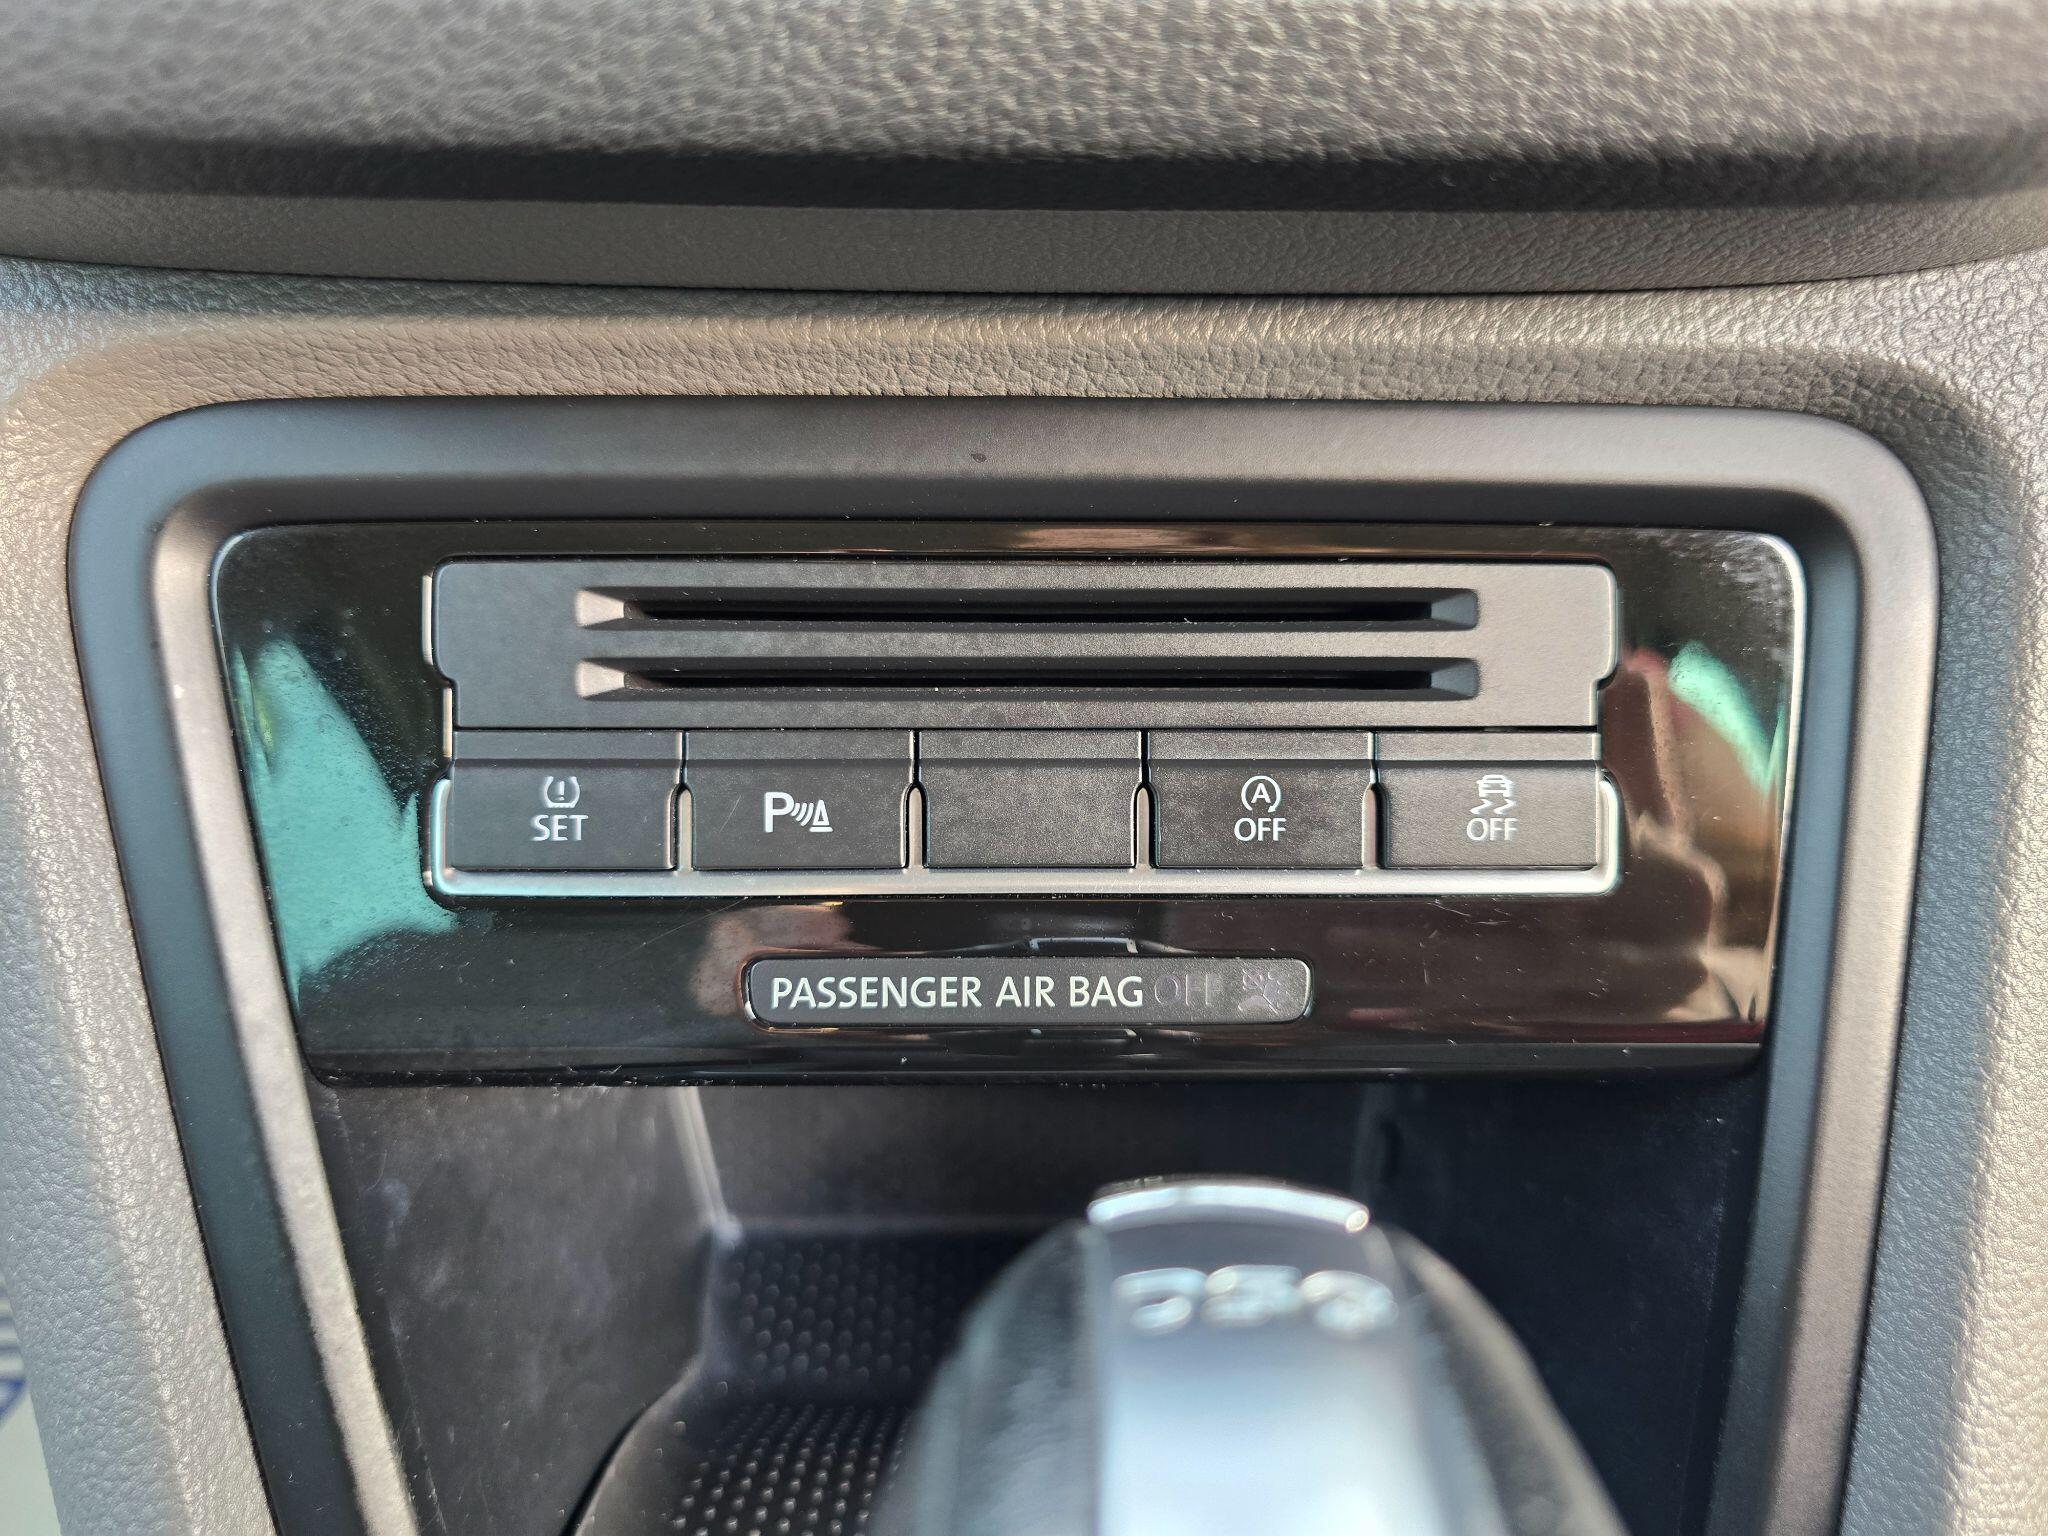 SET
P
A
OFF
OFF
PASSENGER AIR BAG OFF